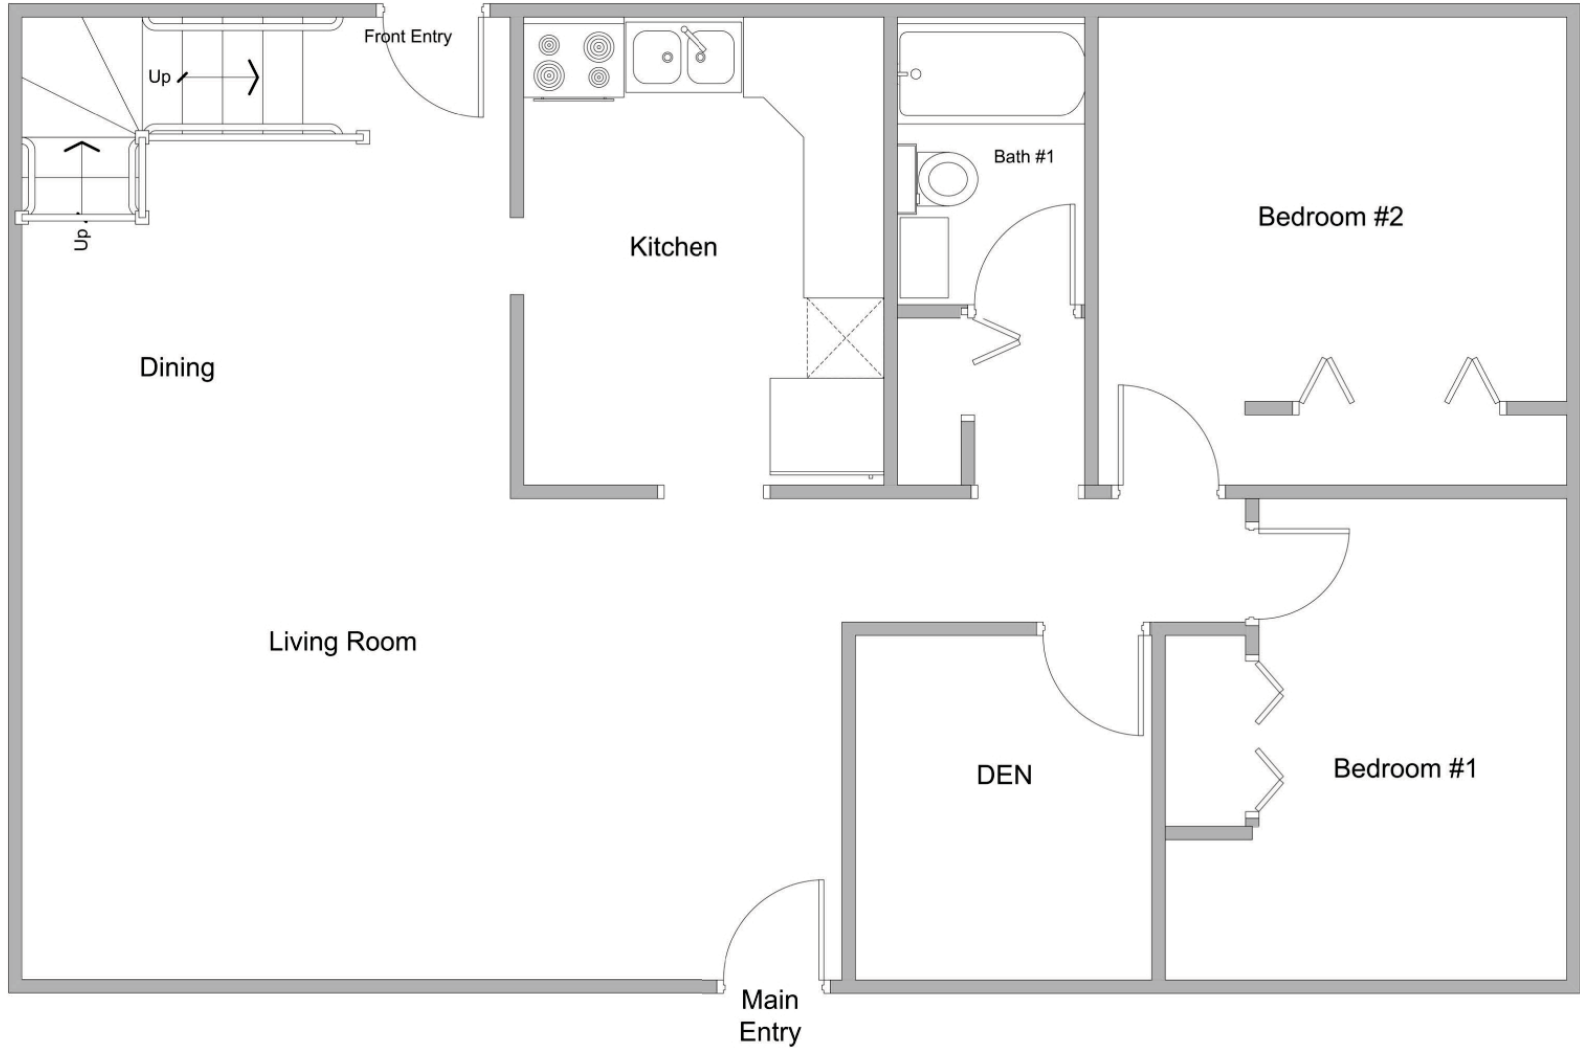 Front Entry
Up
Bath #1
Bedroom #2
Up
Kitchen
Dining
Living Room
DEN
Bedroom #1
Main
Entry